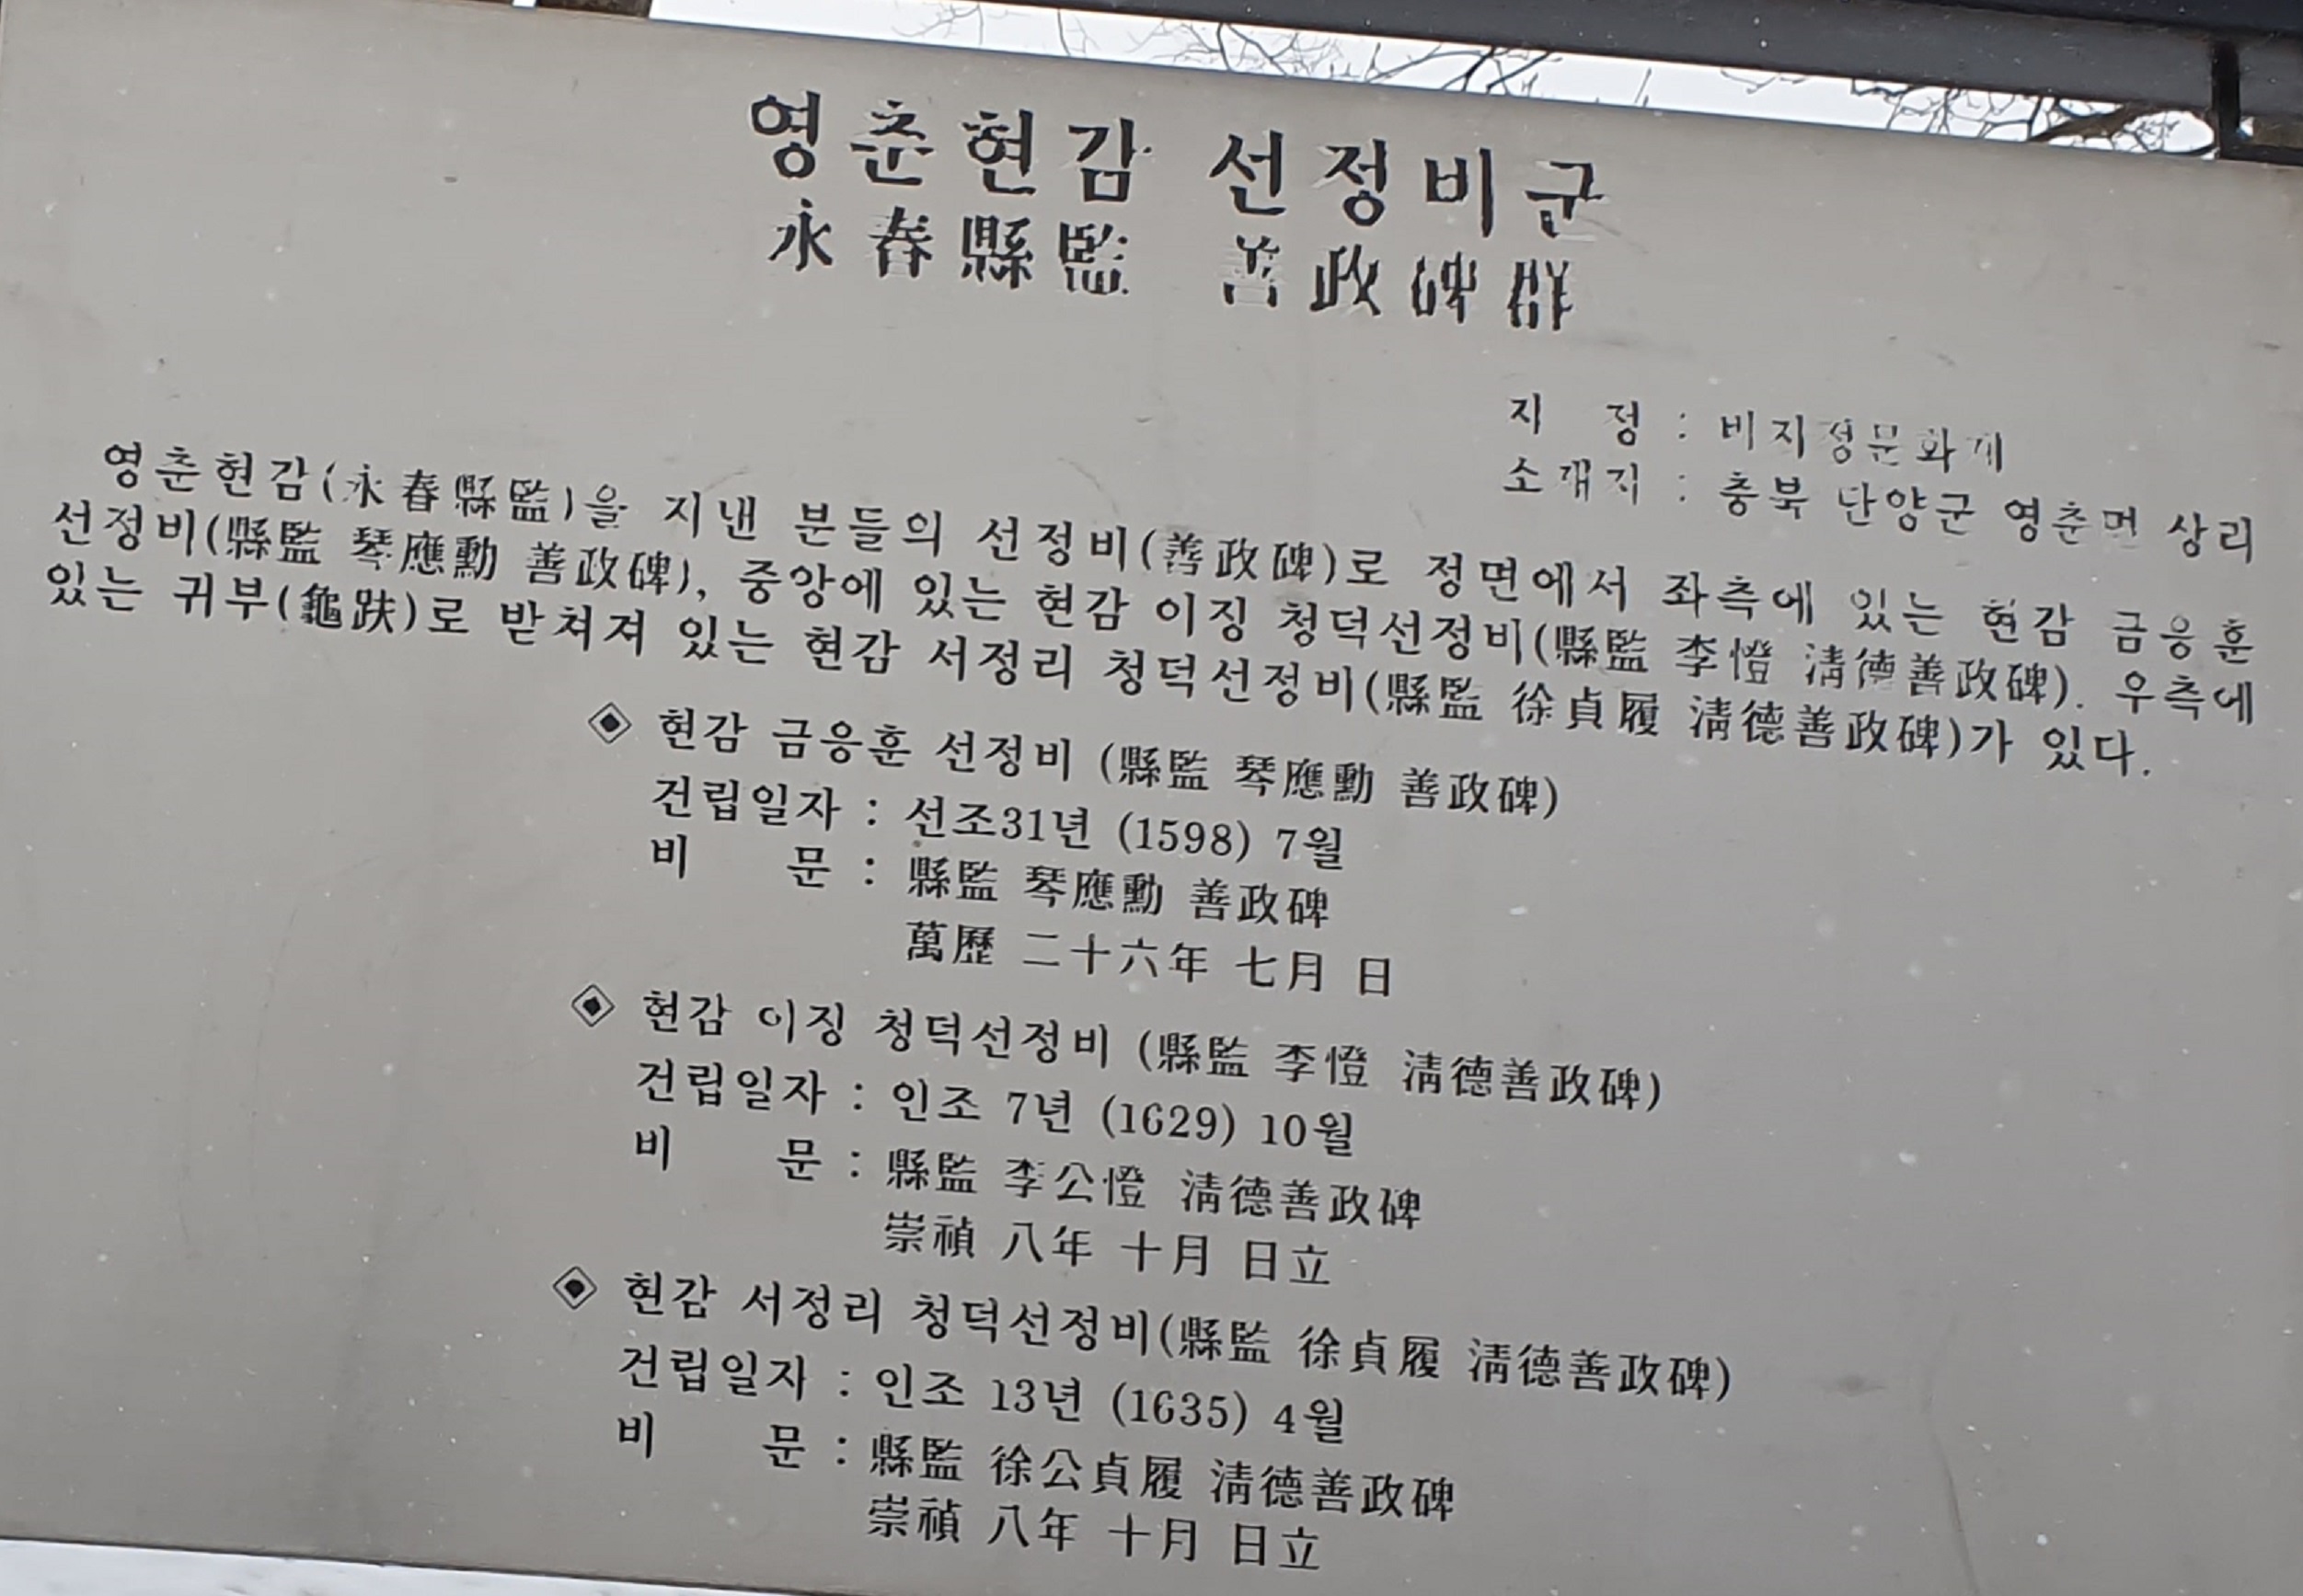 영춘현감 선정비군
永春縣監 善政碑群
지 정 : 비지정문화재
소재지 : 충북 단양군 영춘면 상리
영춘현감(永春縣監)을 지낸 분들의 선정비(善政碑)로 정면에서 좌측에 있는 현감 금응훈
선정비(縣監 琴應勳 善政碑), 중앙에 있는 현감 이징 청덕선정비(縣監 李憕 淸德善政碑). 우측에
있는 귀부(龜趺)로 받쳐져 있는 현감 서정리 청덕선정비(縣監 徐貞履 淸德善政碑)가 있다.
◈ 현감 금응훈 선정비 (縣監 琴應勳 善政碑)
건립일자 : 선조31년 (1598) 7월
비 문 : 縣監 琴應勳 善政碑
萬歷 二十六年 七月 日
◈ 현감 이징 청덕선정비 (縣監 李憕 淸德善政碑)
건립일자 : 인조 7년 (1629) 10월
비 문 : 縣監 李公憕 淸德善政碑
崇禎 八年 十月 日立
◈ 현감 서정리 청덕선정비(縣監 徐貞履 淸德善政碑)
건립일자 : 인조 13년 (1635) 4월
비 문 : 縣監 徐公貞履 淸德善政碑
崇禎 八年 十月 日立